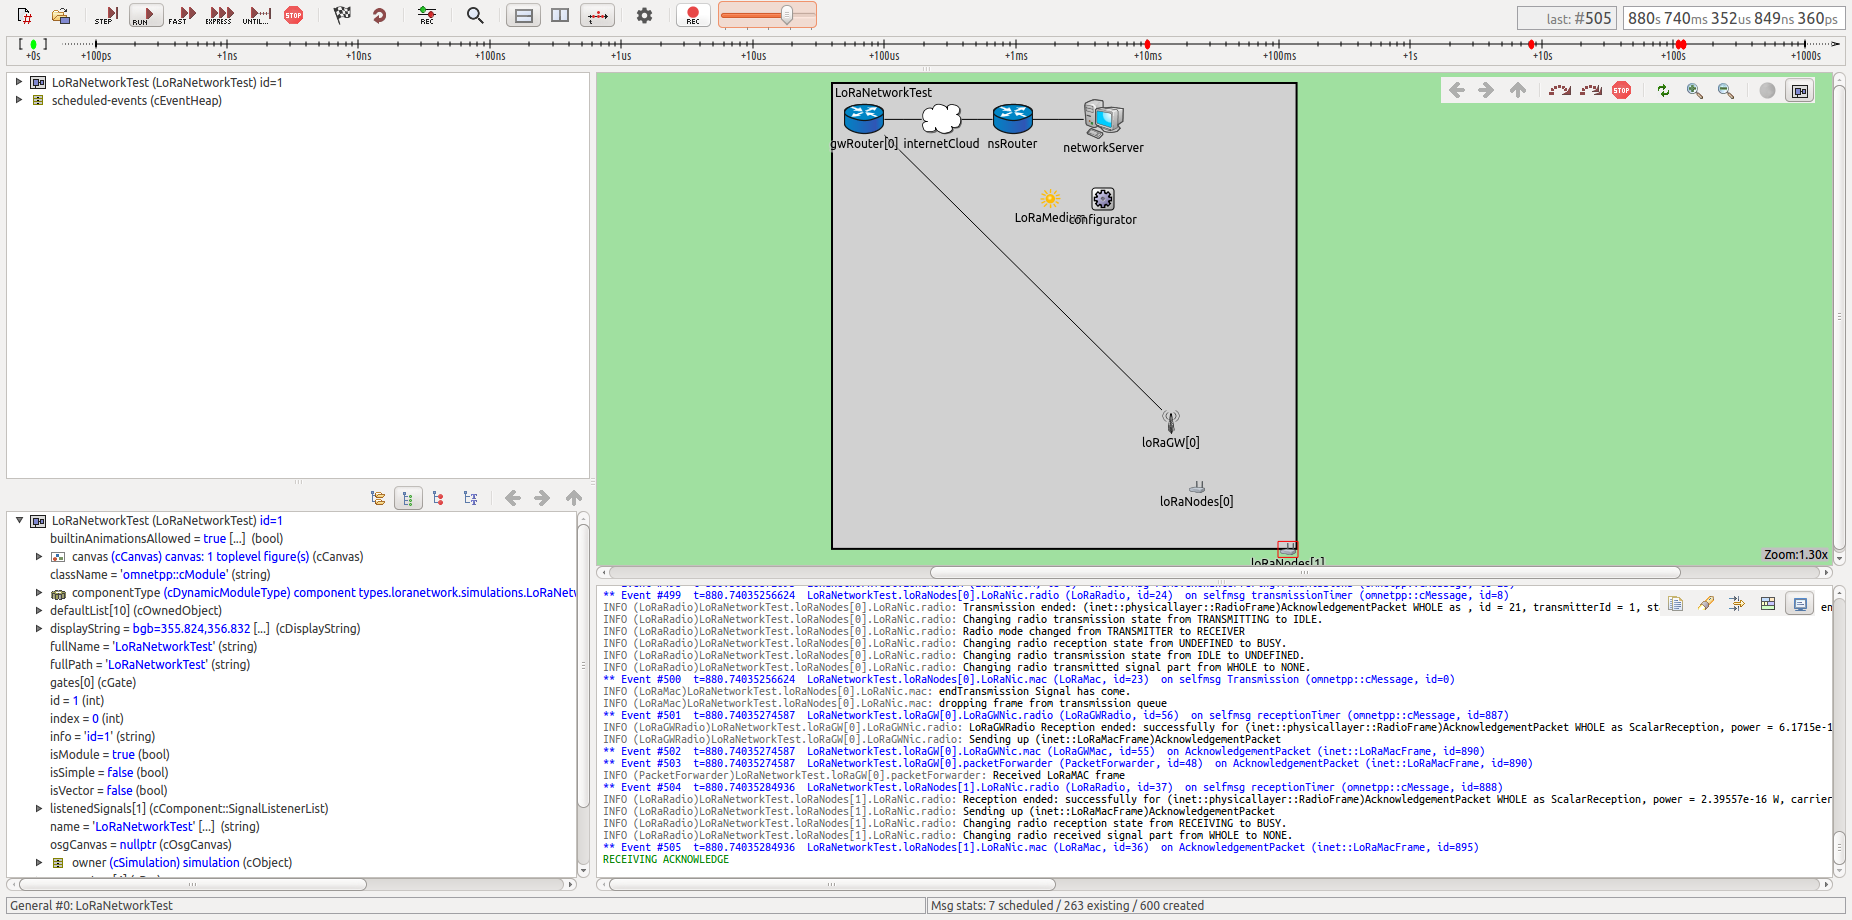 STEP RUN FAST EXPRESS UNTIL... STOP REC REC
last: #505 880s 740ms 352us 849ns 360ps
+0s +100ps +1ns +10ns +100ns +1us +10us +100us +1ms +10ms +100ms +1s +10s +100s +1000s
LoRaNetworkTest (LoRaNetworkTest) id=1
scheduled-events (cEventHeap)
LoRaNetworkTest (LoRaNetworkTest) id=1
builtinAnimationsAllowed = true [...] (bool)
canvas (cCanvas) canvas: 1 toplevel figure(s) (cCanvas)
className = 'omnetpp::cModule' (string)
componentType (cDynamicModuleType) component types.loranetwork.simulations.LoRaNetw
defaultList[10] (cOwnedObject)
displayString = bgb=355.824,356.832 [...] (cDisplayString)
fullName = 'LoRaNetworkTest' (string)
fullPath = 'LoRaNetworkTest' (string)
gates[0] (cGate)
id = 1 (int)
index = 0 (int)
info = 'id=1' (string)
isModule = true (bool)
isSimple = false (bool)
isVector = false (bool)
listenedSignals[1] (cComponent::SignalListenerList)
name = 'LoRaNetworkTest' [...] (string)
osgCanvas = nullptr (cOsgCanvas)
owner (cSimulation) simulation (cObject)
STOP
LoRaNetworkTest
gwRouter[0] internetCloud nsRouter networkServer
LoRaMedium configurator
loRaGW[0]
loRaNodes[0]
loRaNodes[1]
Zoom:1.30x
** Event #499 t=880.74035256624 LoRaNetworkTest.loRaNodes[0].LoRaNic.radio (LoRaRadio, id=24) on selfmsg transmissionTimer (omnetpp::cMessage, id=8)
INFO (LoRaRadio)LoRaNetworkTest.loRaNodes[0].LoRaNic.radio: Transmission ended: (inet::physicallayer::RadioFrame)AcknowledgementPacket WHOLE as , id = 21, transmitterId = 1, st en
INFO (LoRaRadio)LoRaNetworkTest.loRaNodes[0].LoRaNic.radio: Changing radio transmission state from TRANSMITTING to IDLE.
INFO (LoRaRadio)LoRaNetworkTest.loRaNodes[0].LoRaNic.radio: Radio mode changed from TRANSMITTER to RECEIVER
INFO (LoRaRadio)LoRaNetworkTest.loRaNodes[0].LoRaNic.radio: Changing radio reception state from UNDEFINED to BUSY.
INFO (LoRaRadio)LoRaNetworkTest.loRaNodes[0].LoRaNic.radio: Changing radio transmission state from IDLE to UNDEFINED.
INFO (LoRaRadio)LoRaNetworkTest.loRaNodes[0].LoRaNic.radio: Changing radio transmitted signal part from WHOLE to NONE.
** Event #500 t=880.74035256624 LoRaNetworkTest.loRaNodes[0].LoRaNic.mac (LoRaMac, id=23) on selfmsg Transmission (omnetpp::cMessage, id=0)
INFO (LoRaMac)LoRaNetworkTest.loRaNodes[0].LoRaNic.mac: endTransmission Signal has come.
INFO (LoRaMac)LoRaNetworkTest.loRaNodes[0].LoRaNic.mac: dropping frame from transmission queue
** Event #501 t=880.74035274587 LoRaNetworkTest.loRaGW[0].LoRaGWNic.radio (LoRaGWRadio, id=56) on selfmsg receptionTimer (omnetpp::cMessage, id=887)
INFO (LoRaGWRadio)LoRaNetworkTest.loRaGW[0].LoRaGWNic.radio: LoRaGWRadio Reception ended: successfully for (inet::physicallayer::RadioFrame)AcknowledgementPacket WHOLE as ScalarReception, power = 6.1715e-1
INFO (LoRaGWRadio)LoRaNetworkTest.loRaGW[0].LoRaGWNic.radio: Sending up (inet::LoRaMacFrame)AcknowledgementPacket
** Event #502 t=880.74035274587 LoRaNetworkTest.loRaGW[0].LoRaGWNic.mac (LoRaGWMac, id=55) on AcknowledgementPacket (inet::LoRaMacFrame, id=890)
** Event #503 t=880.74035274587 LoRaNetworkTest.loRaGW[0].packetForwarder (PacketForwarder, id=48) on AcknowledgementPacket (inet::LoRaMacFrame, id=890)
INFO (PacketForwarder)LoRaNetworkTest.loRaGW[0].packetForwarder: Received LoRaMAC frame
** Event #504 t=880.74035284936 LoRaNetworkTest.loRaNodes[1].LoRaNic.radio (LoRaRadio, id=37) on selfmsg receptionTimer (omnetpp::cMessage, id=888)
INFO (LoRaRadio)LoRaNetworkTest.loRaNodes[1].LoRaNic.radio: Reception ended: successfully for (inet::physicallayer::RadioFrame)AcknowledgementPacket WHOLE as ScalarReception, power = 2.39557e-16 W, carrier
INFO (LoRaRadio)LoRaNetworkTest.loRaNodes[1].LoRaNic.radio: Sending up (inet::LoRaMacFrame)AcknowledgementPacket
INFO (LoRaRadio)LoRaNetworkTest.loRaNodes[1].LoRaNic.radio: Changing radio reception state from RECEIVING to BUSY.
INFO (LoRaRadio)LoRaNetworkTest.loRaNodes[1].LoRaNic.radio: Changing radio received signal part from WHOLE to NONE.
** Event #505 t=880.74035284936 LoRaNetworkTest.loRaNodes[1].LoRaNic.mac (LoRaMac, id=36) on AcknowledgementPacket (inet::LoRaMacFrame, id=895)
RECEIVING ACKNOWLEDGE
General #0: LoRaNetworkTest
Msg stats: 7 scheduled / 263 existing / 600 created